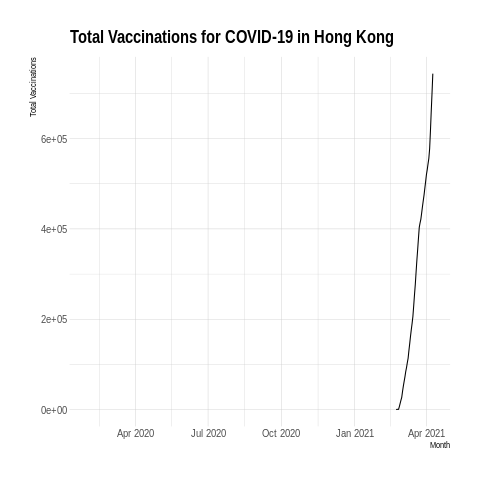 Total Vaccinations for COVID-19 in Hong Kong
Total Vaccinations
6e+05
4e+05
2e+05
0e+00
Apr 2020 Jul 2020 Oct 2020 Jan 2021 Apr 2021
Month